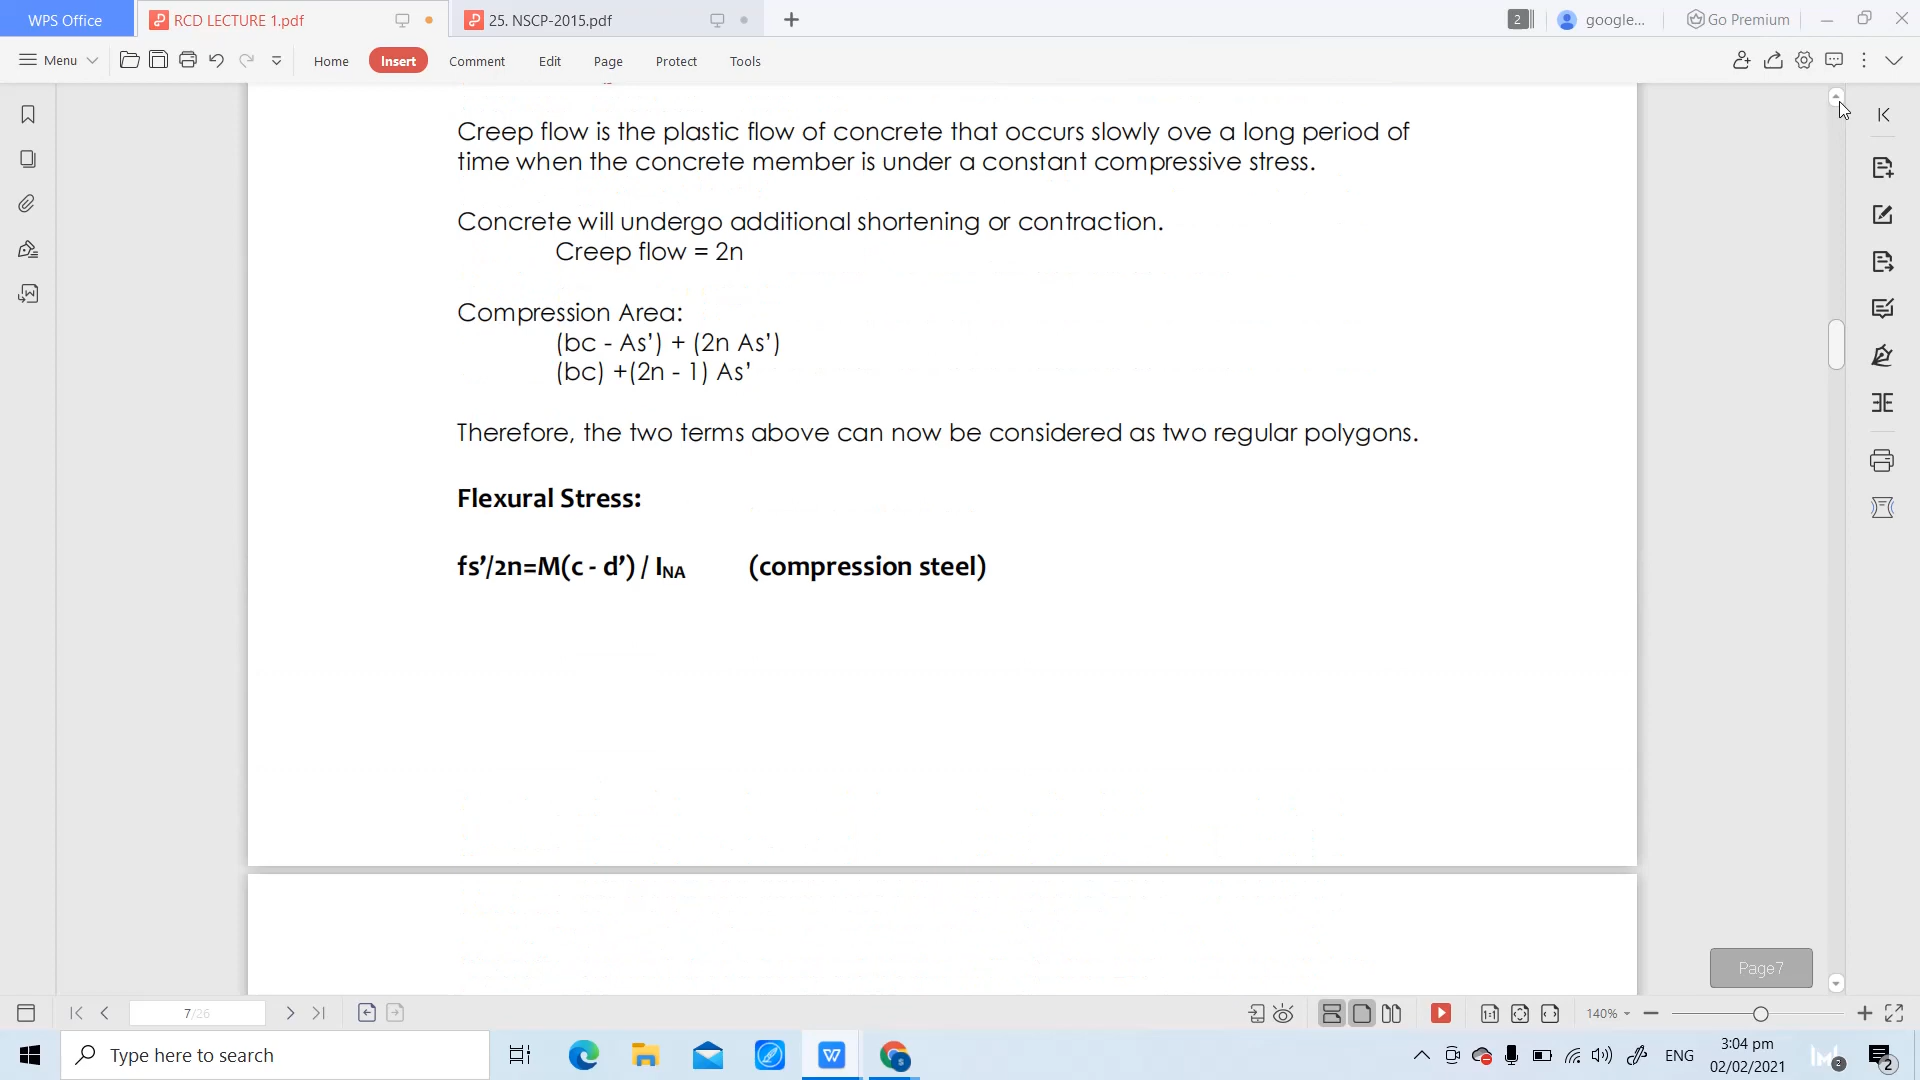 WPS Office
RCD LECTURE 1.pdf
25. NSCP-2015.pdf
2
google...
Go Premium
Menu
Home
Insert
Comment
Edit
Page
Protect
Tools
Creep flow is the plastic flow of concrete that occurs slowly ove a long period of
time when the concrete member is under a constant compressive stress.
Concrete will undergo additional shortening or contraction.
Creep flow = 2n
Compression Area:
(bc - As’) + (2n As’)
(bc) +(2n - 1) As’
Therefore, the two terms above can now be considered as two regular polygons.
Flexural Stress:
fs’/2n=M(c - d’) / INA (compression steel)
Page7
7/26
1:1
140%
Type here to search
ENG
3:04 pm
02/02/2021
2
2